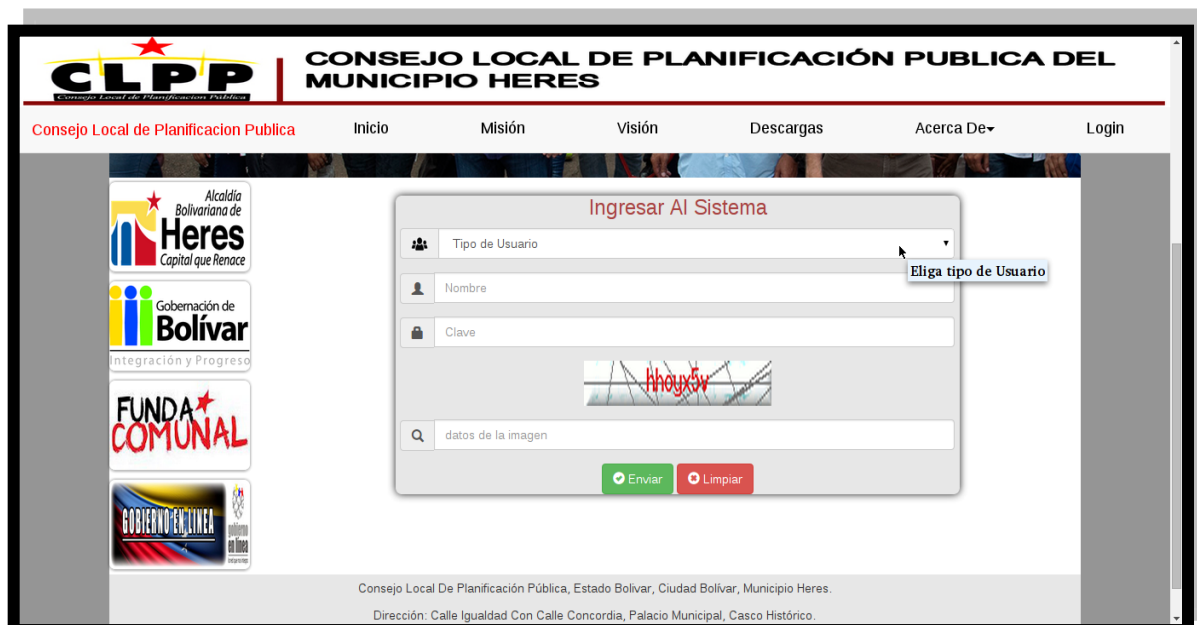 CLPP
Consejo Local de Planificacion Pública
CONSEJO LOCAL DE PLANIFICACIÓN PUBLICA DEL
MUNICIPIO HERES
Consejo Local de Planificacion Publica
Inicio
Misión
Visión
Descargas
Acerca De
Login
Alcaldía
Bolivariana de
Heres
Capital que Renace
Gobernación de
Bolívar
Integración y Progreso
FUNDA
COMUNAL
GOBIERNO EN LINEA
gobierno
en línea
Ingresar Al Sistema
Tipo de Usuario
Eliga tipo de Usuario
Nombre
Clave
hhoyx5v
datos de la imagen
Enviar
Limpiar
Consejo Local De Planificación Pública, Estado Bolivar, Ciudad Bolívar, Municipio Heres.
Dirección: Calle Igualdad Con Calle Concordia, Palacio Municipal, Casco Histórico.